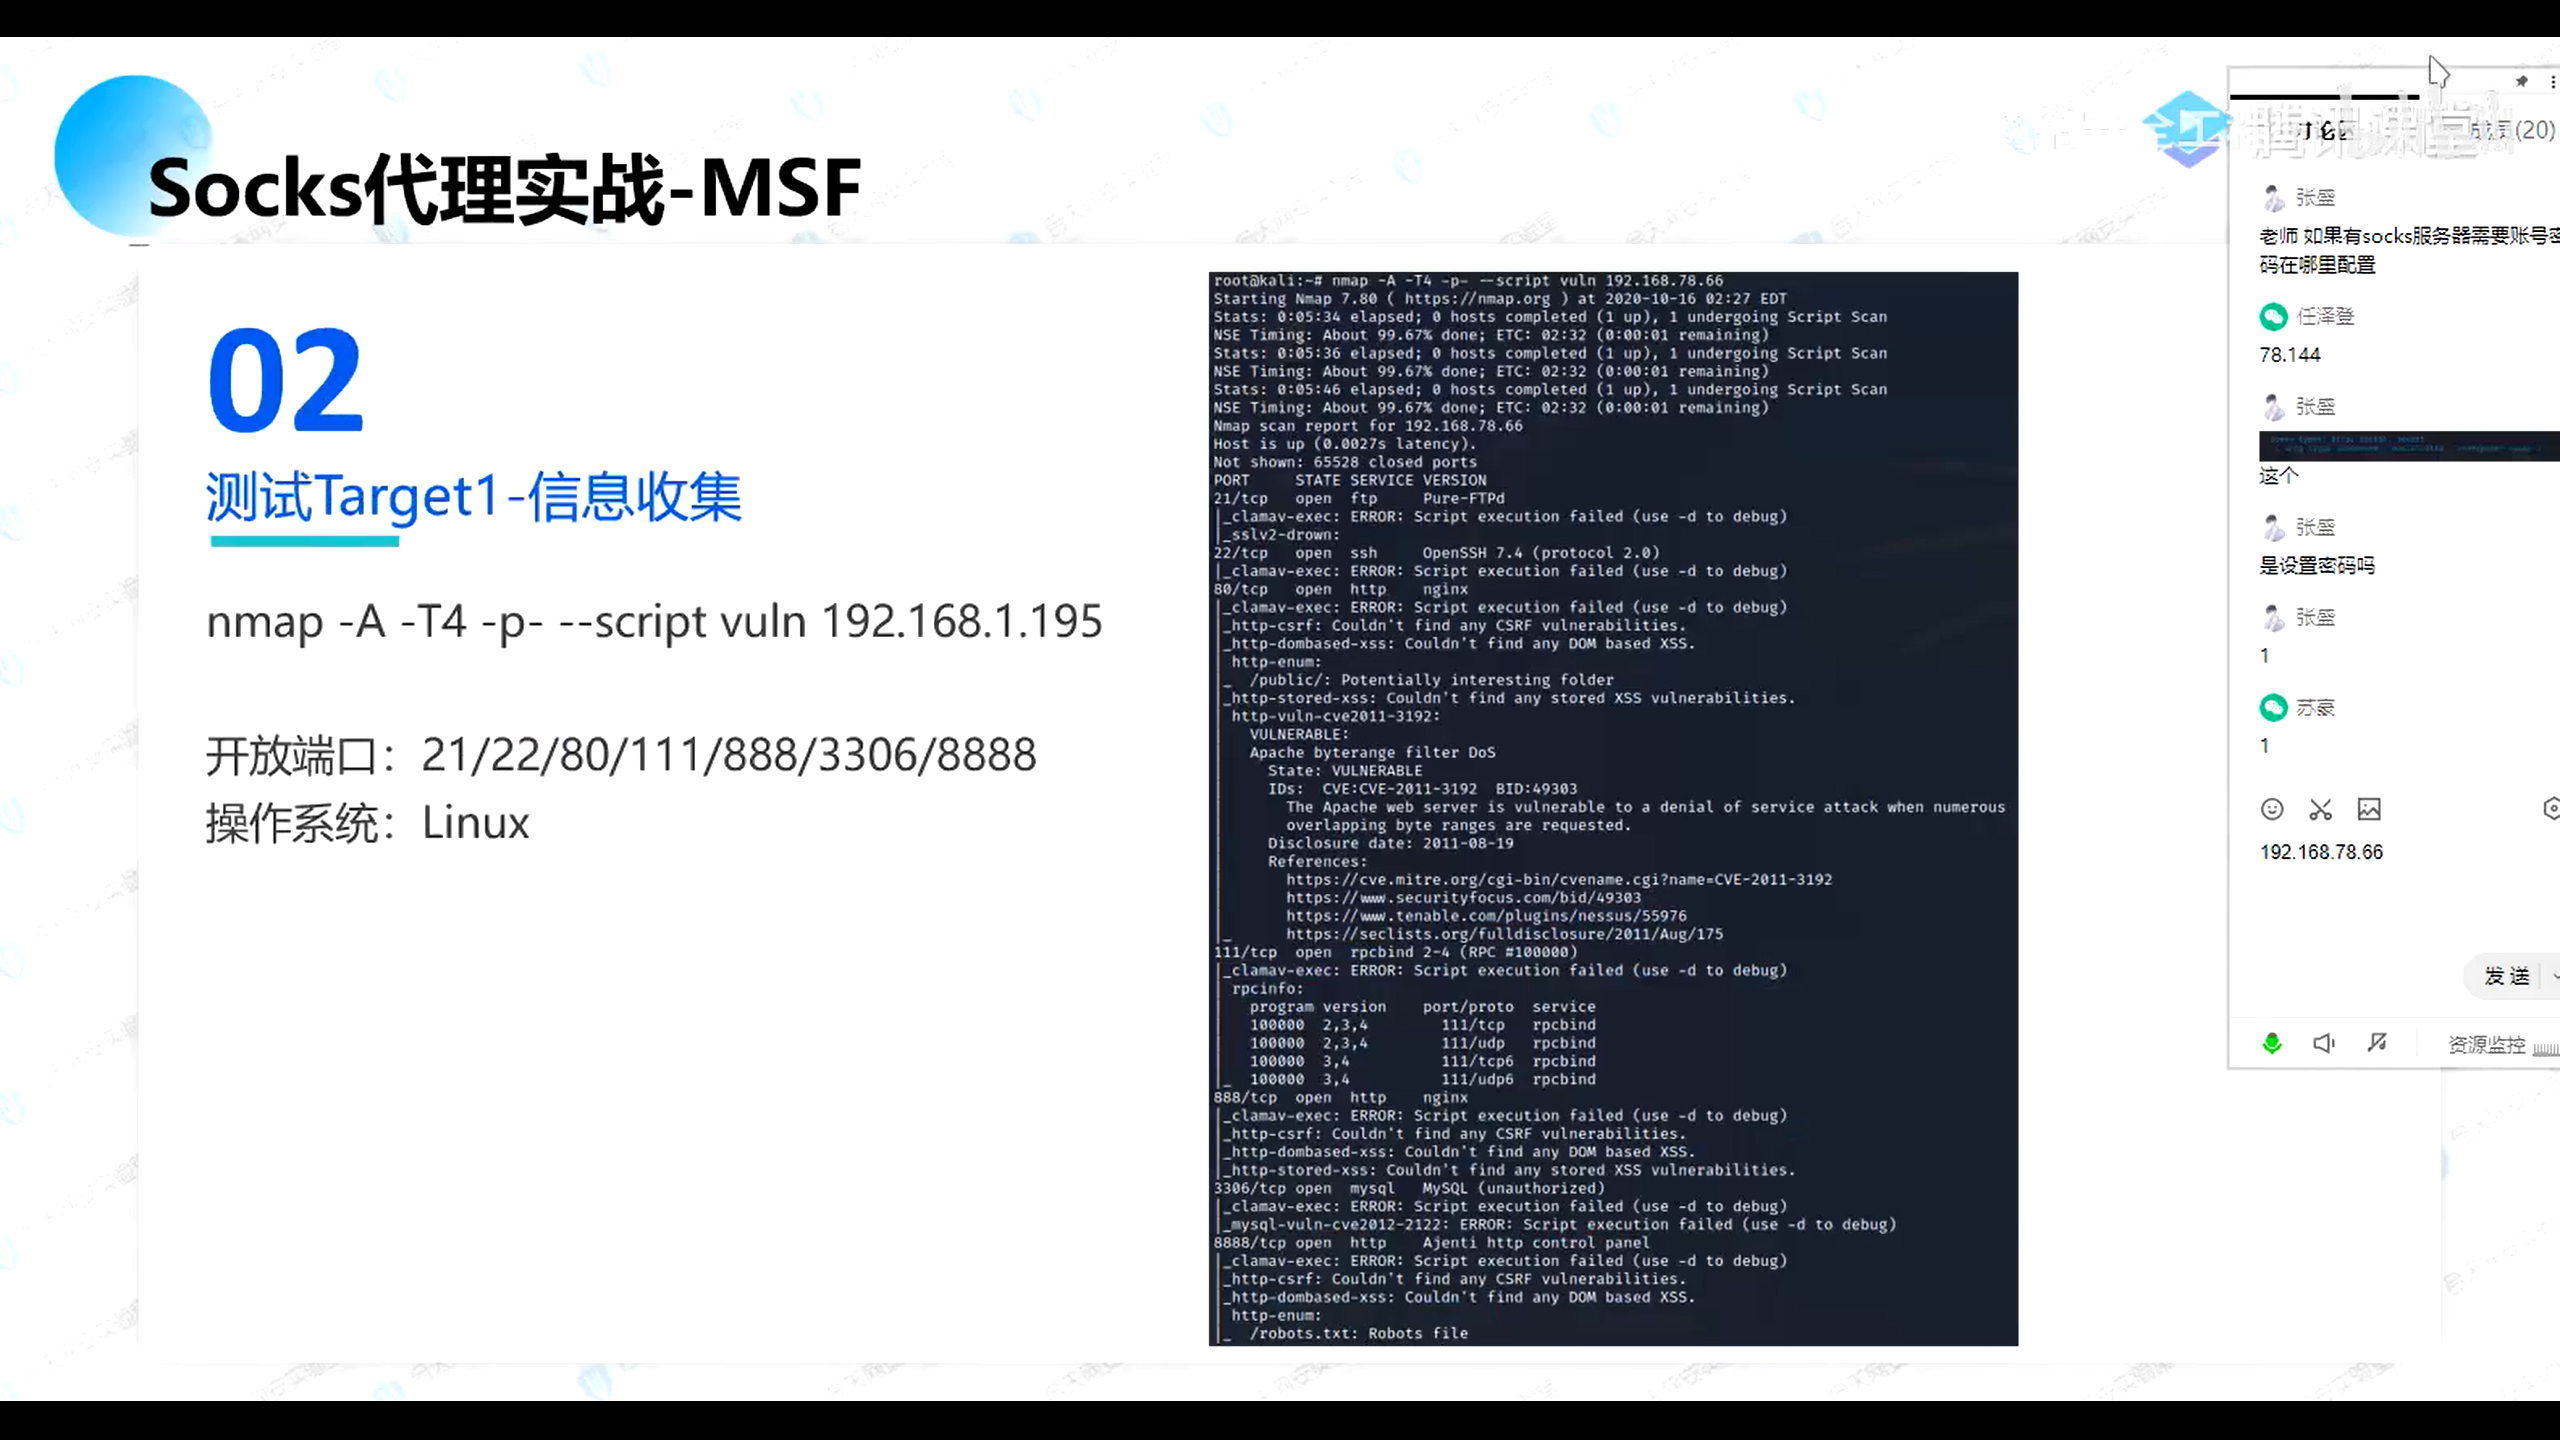 Socks代理实战-MSF
02
测试Target1-信息收集
nmap -A -T4 -p- --script vuln 192.168.1.195
开放端口：21/22/80/111/888/3306/8888
操作系统：Linux
root@kali:~# nmap -A -T4 -p- --script vuln 192.168.78.66
Starting Nmap 7.80 ( https://nmap.org ) at 2020-10-16 02:27 EDT
Stats: 0:05:34 elapsed; 0 hosts completed (1 up), 1 undergoing Script Scan
NSE Timing: About 99.67% done; ETC: 02:32 (0:00:01 remaining)
Stats: 0:05:36 elapsed; 0 hosts completed (1 up), 1 undergoing Script Scan
NSE Timing: About 99.67% done; ETC: 02:32 (0:00:01 remaining)
Stats: 0:05:46 elapsed; 0 hosts completed (1 up), 1 undergoing Script Scan
NSE Timing: About 99.67% done; ETC: 02:32 (0:00:01 remaining)
Nmap scan report for 192.168.78.66
Host is up (0.0027s latency).
Not shown: 65528 closed ports
PORT     STATE SERVICE VERSION
21/tcp   open  ftp     Pure-FTPd
|_clamav-exec: ERROR: Script execution failed (use -d to debug)
|_sslv2-drown:
22/tcp   open  ssh     OpenSSH 7.4 (protocol 2.0)
|_clamav-exec: ERROR: Script execution failed (use -d to debug)
80/tcp   open  http    nginx
|_clamav-exec: ERROR: Script execution failed (use -d to debug)
|_http-csrf: Couldn't find any CSRF vulnerabilities.
|_http-dombased-xss: Couldn't find any DOM based XSS.
| http-enum:
|_  /public/: Potentially interesting folder
|_http-stored-xss: Couldn't find any stored XSS vulnerabilities.
| http-vuln-cve2011-3192:
|   VULNERABLE:
|   Apache byterange filter DoS
|     State: VULNERABLE
|     IDs:  CVE:CVE-2011-3192  BID:49303
|       The Apache web server is vulnerable to a denial of service attack when numerous
|       overlapping byte ranges are requested.
|     Disclosure date: 2011-08-19
|     References:
|       https://cve.mitre.org/cgi-bin/cvename.cgi?name=CVE-2011-3192
|       https://www.securityfocus.com/bid/49303
|       https://www.tenable.com/plugins/nessus/55976
|_      https://seclists.org/fulldisclosure/2011/Aug/175
111/tcp  open  rpcbind 2-4 (RPC #100000)
|_clamav-exec: ERROR: Script execution failed (use -d to debug)
| rpcinfo:
|   program version    port/proto  service
|   100000  2,3,4        111/tcp   rpcbind
|   100000  2,3,4        111/udp   rpcbind
|   100000  3,4          111/tcp6  rpcbind
|_  100000  3,4          111/udp6  rpcbind
888/tcp  open  http    nginx
|_clamav-exec: ERROR: Script execution failed (use -d to debug)
|_http-csrf: Couldn't find any CSRF vulnerabilities.
|_http-dombased-xss: Couldn't find any DOM based XSS.
|_http-stored-xss: Couldn't find any stored XSS vulnerabilities.
3306/tcp open  mysql   MySQL (unauthorized)
|_clamav-exec: ERROR: Script execution failed (use -d to debug)
|_mysql-vuln-cve2012-2122: ERROR: Script execution failed (use -d to debug)
8888/tcp open  http    Ajenti http control panel
|_clamav-exec: ERROR: Script execution failed (use -d to debug)
|_http-csrf: Couldn't find any CSRF vulnerabilities.
|_http-dombased-xss: Couldn't find any DOM based XSS.
| http-enum:
|_  /robots.txt: Robots file
腾讯课堂
(20)
张盛
老师 如果有socks服务器需要账号密
码在哪里配置
任泽登
78.144
张盛
这个
张盛
是设置密码吗
张盛
1
苏豪
1
192.168.78.66
发送
资源监控